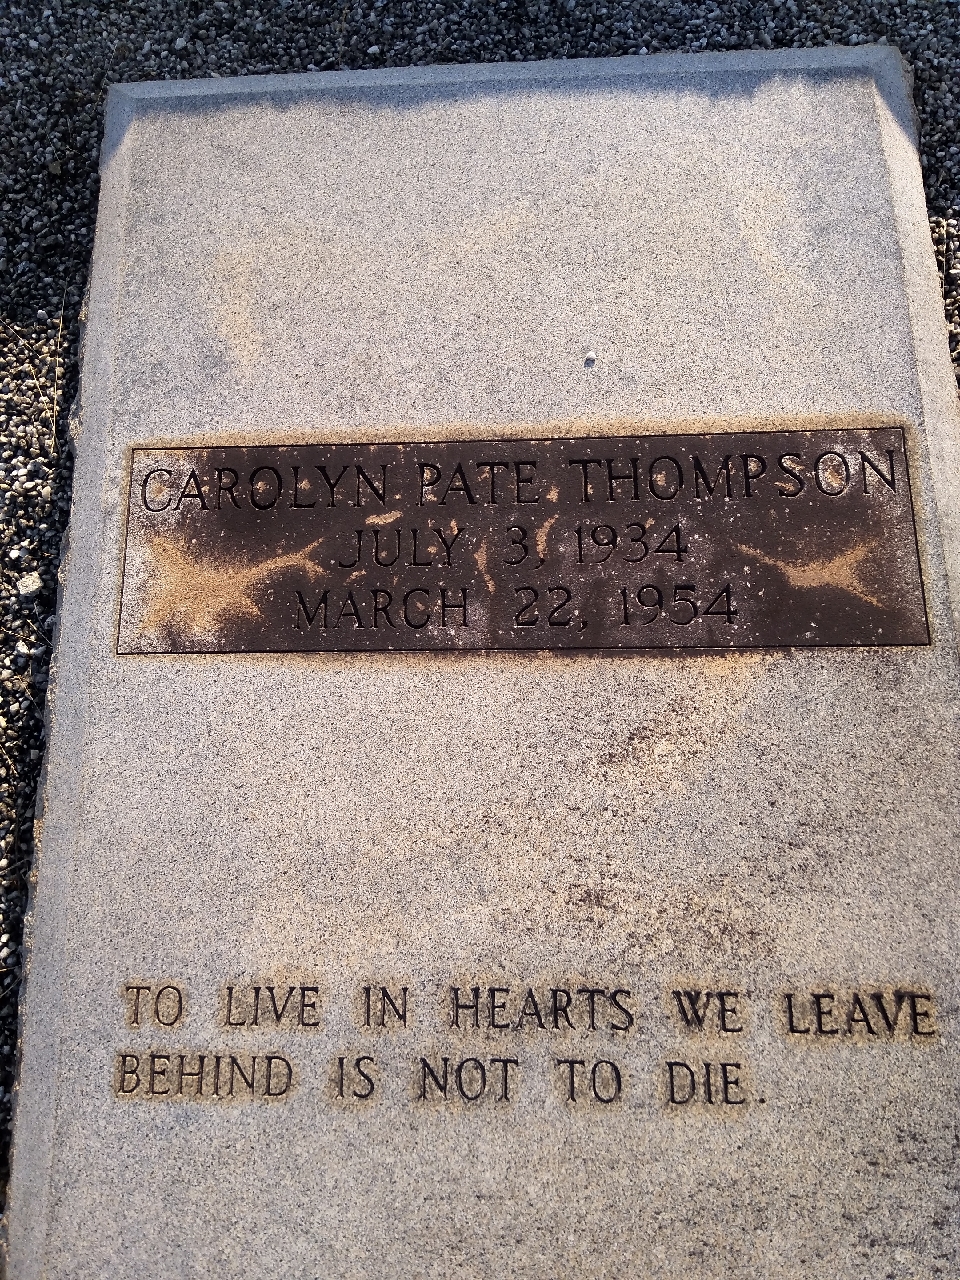 CAROLYN PATE THOMPSON
JULY 3, 1934
MARCH 22, 1954
TO LIVE IN HEARTS WE LEAVE
BEHIND IS NOT TO DIE.